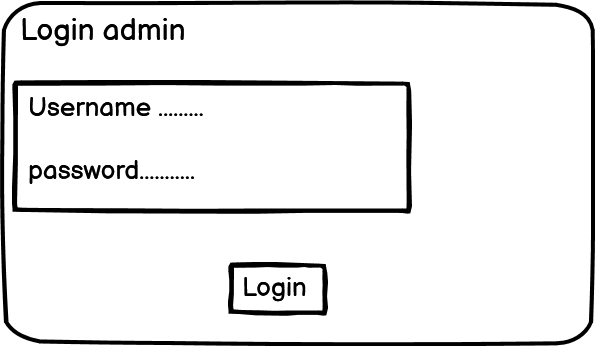 Login admin
Username .........
password...........
Login